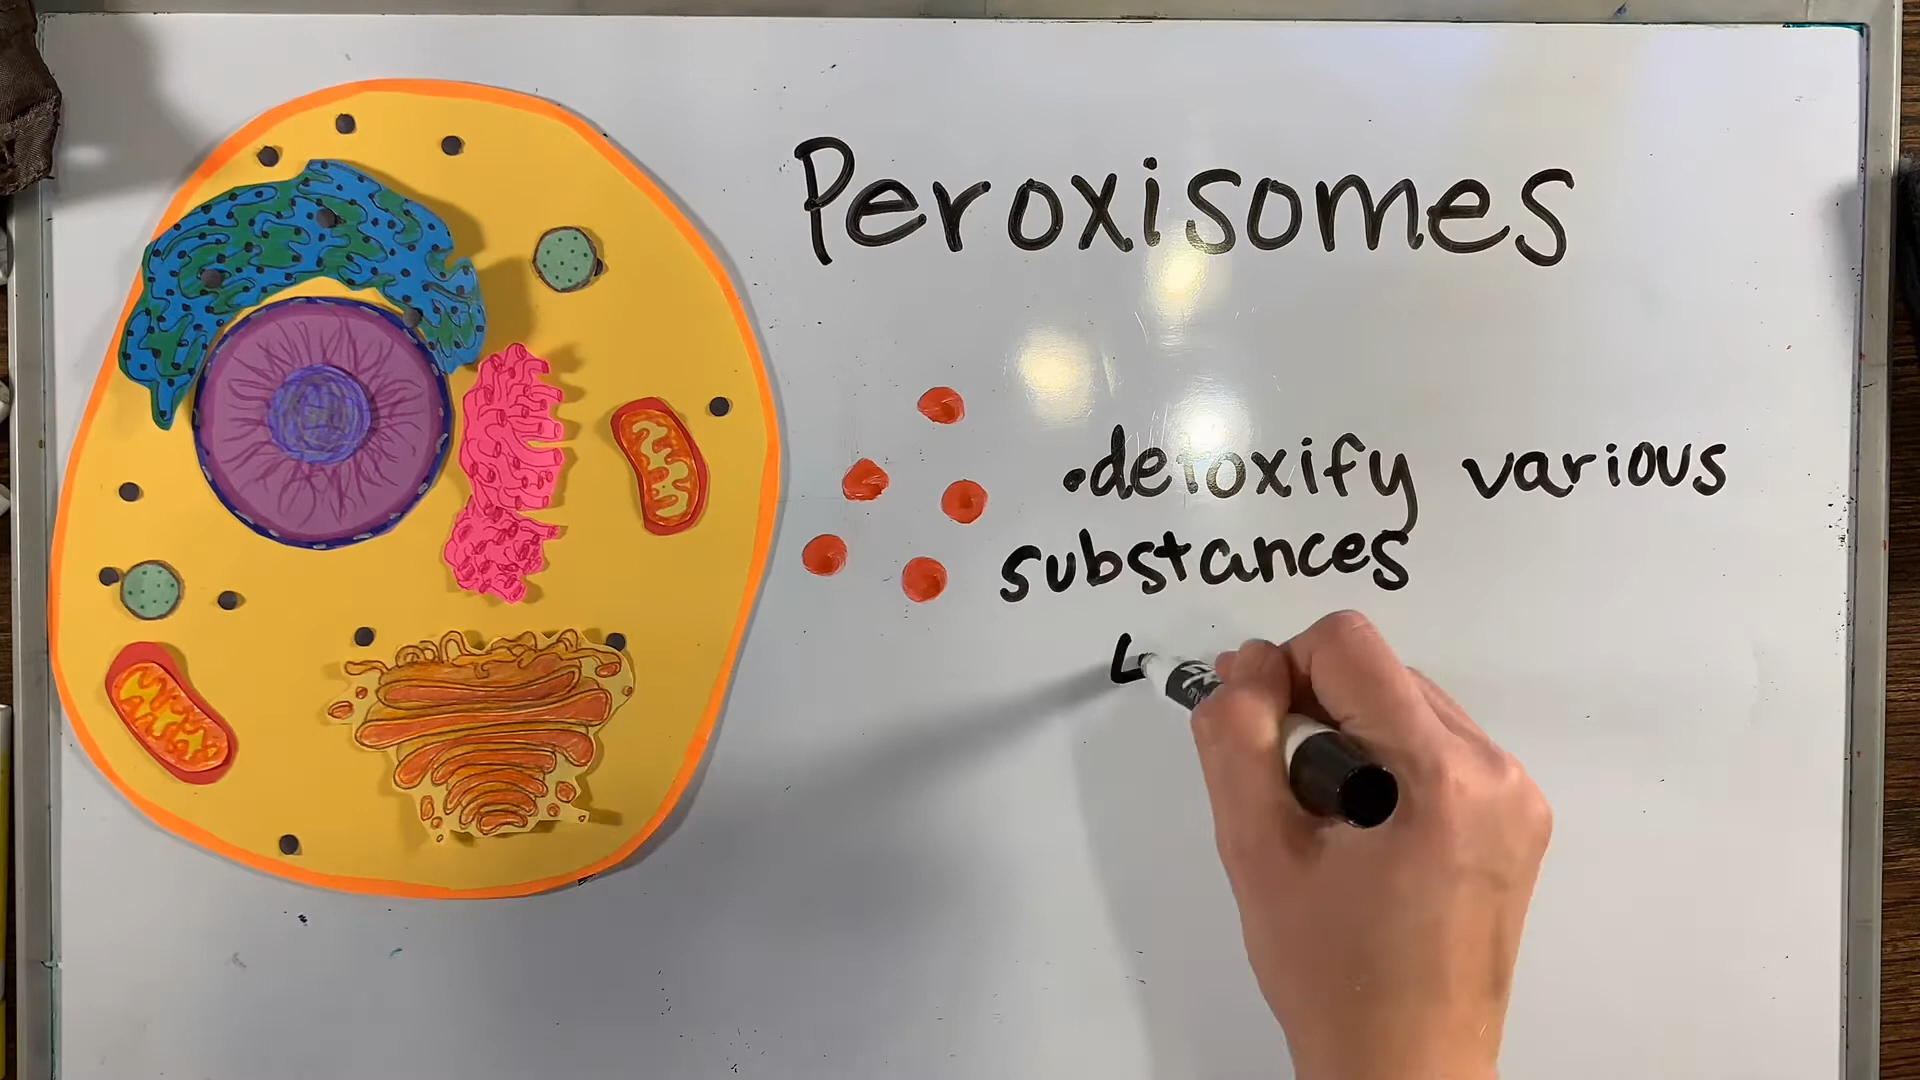 Peroxisomes
•detoxify various
substances